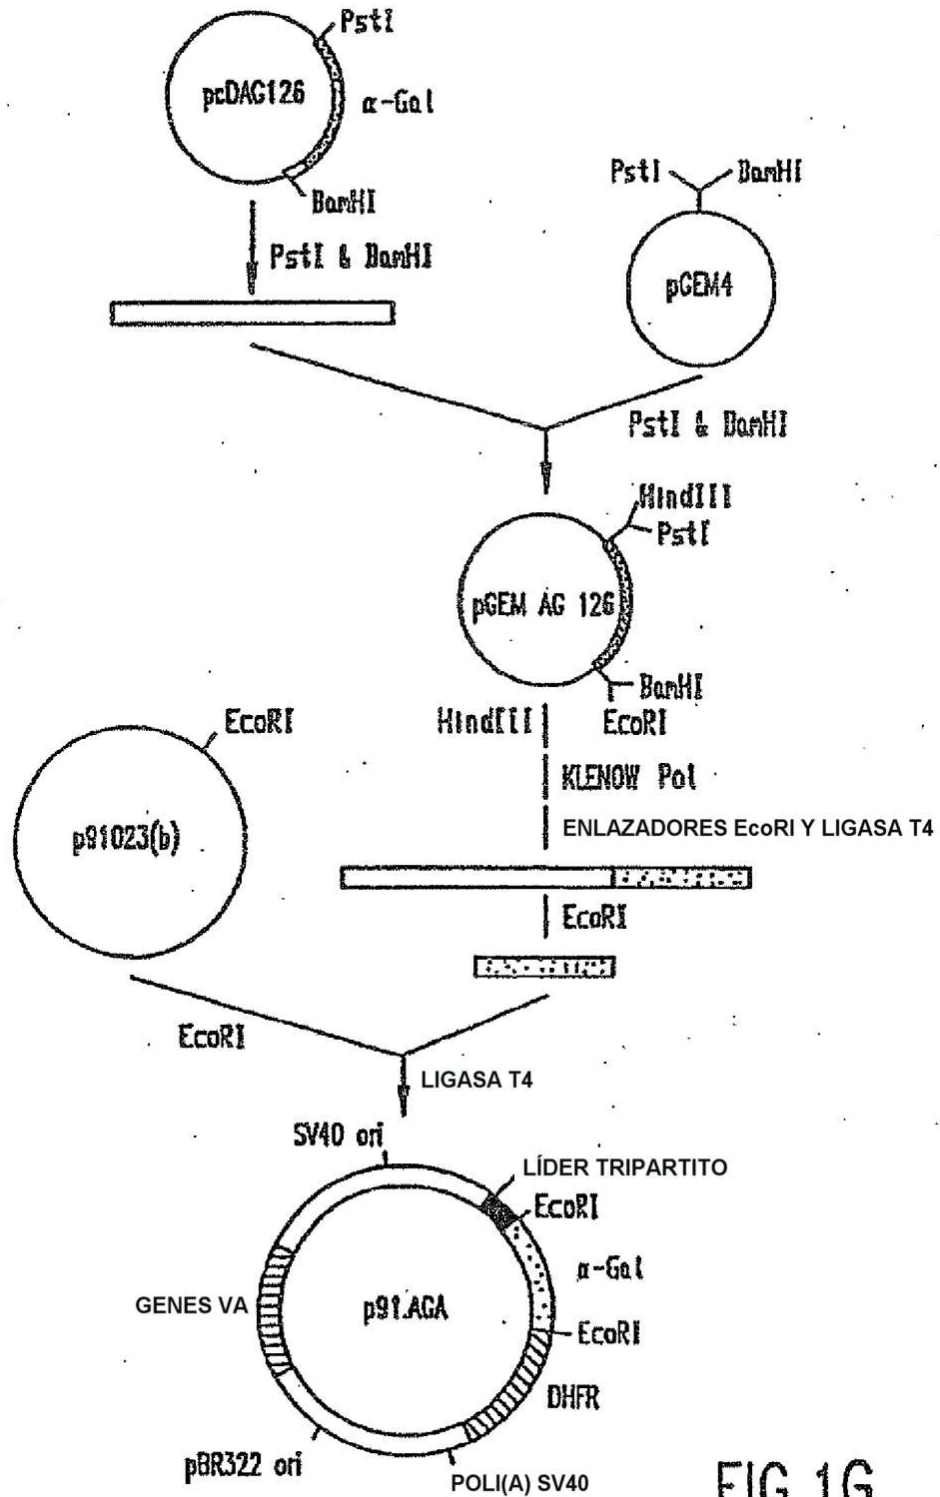 PstI
pcDAG126
α-Gal
BamHI
PstI & BamHI
PstI
BamHI
pGEM4
PstI & BamHI
HindIII
PstI
pGEM AG 126
BamHI
EcoRI
HindIII
KLENOW Pol
ENLAZADORES EcoRI Y LIGASA T4
EcoRI
p91023(b)
EcoRI
EcoRI
LIGASA T4
SV40 ori
LÍDER TRIPARTITO
EcoRI
α-Gal
EcoRI
GENES VA
p91.AGA
DHFR
pBR322 ori
POLI(A) SV40
FIG. 1G